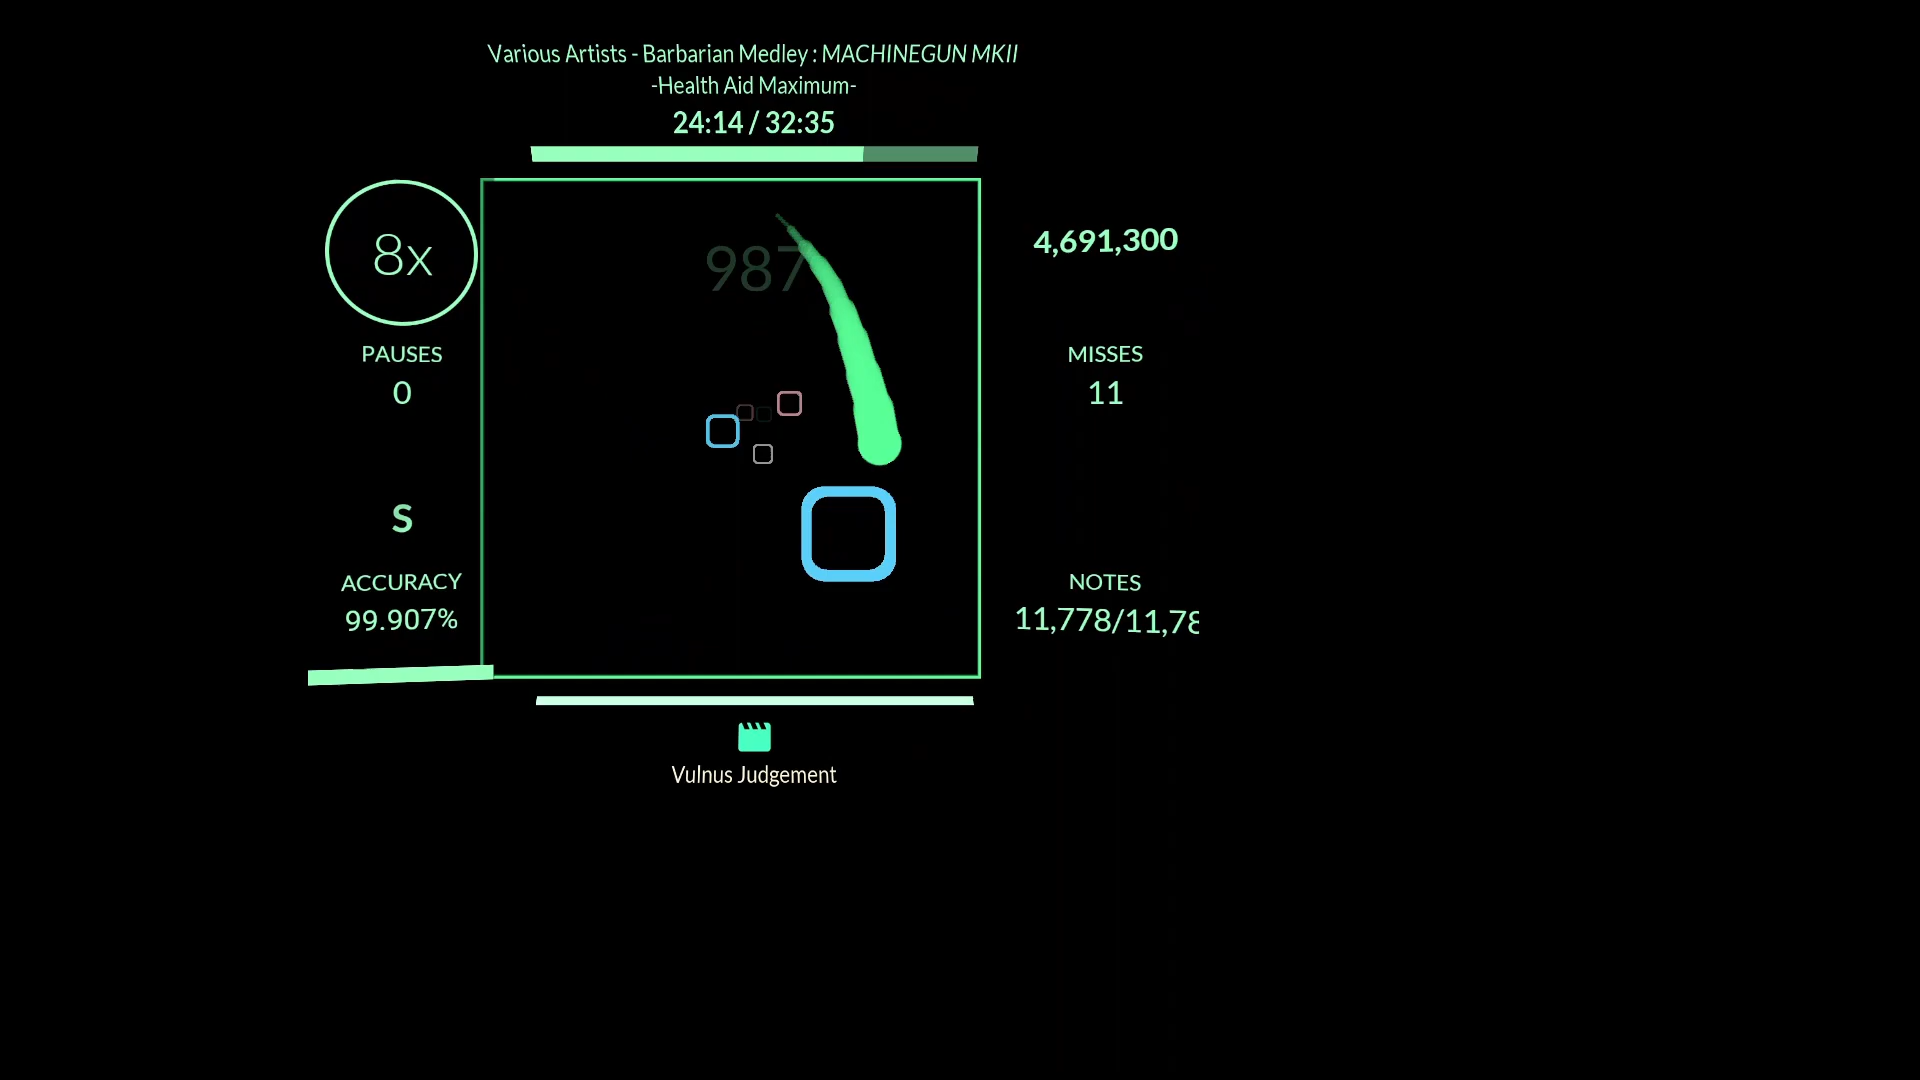 Various Artists - Barbarian Medley : MACHINEGUN MKII
-Health Aid Maximum-
24:14 / 32:35
8x
987
4,691,300
PAUSES
0
MISSES
11
S
ACCURACY
99.907%
NOTES
11,778/11,78
Vulnus Judgement